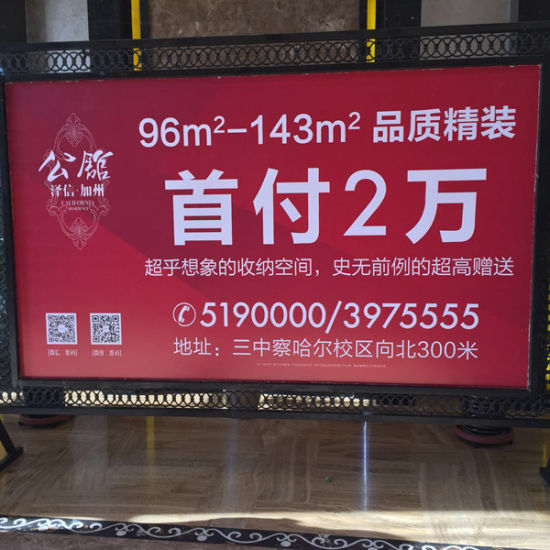 96m²-143m² 品质精装
公馆
泽信·加州
CALIFORNIA
RESIDENCE
首付2万
超乎想象的收纳空间，史无前例的超高赠送
✆5190000/3975555
地址：三中察哈尔校区向北300米